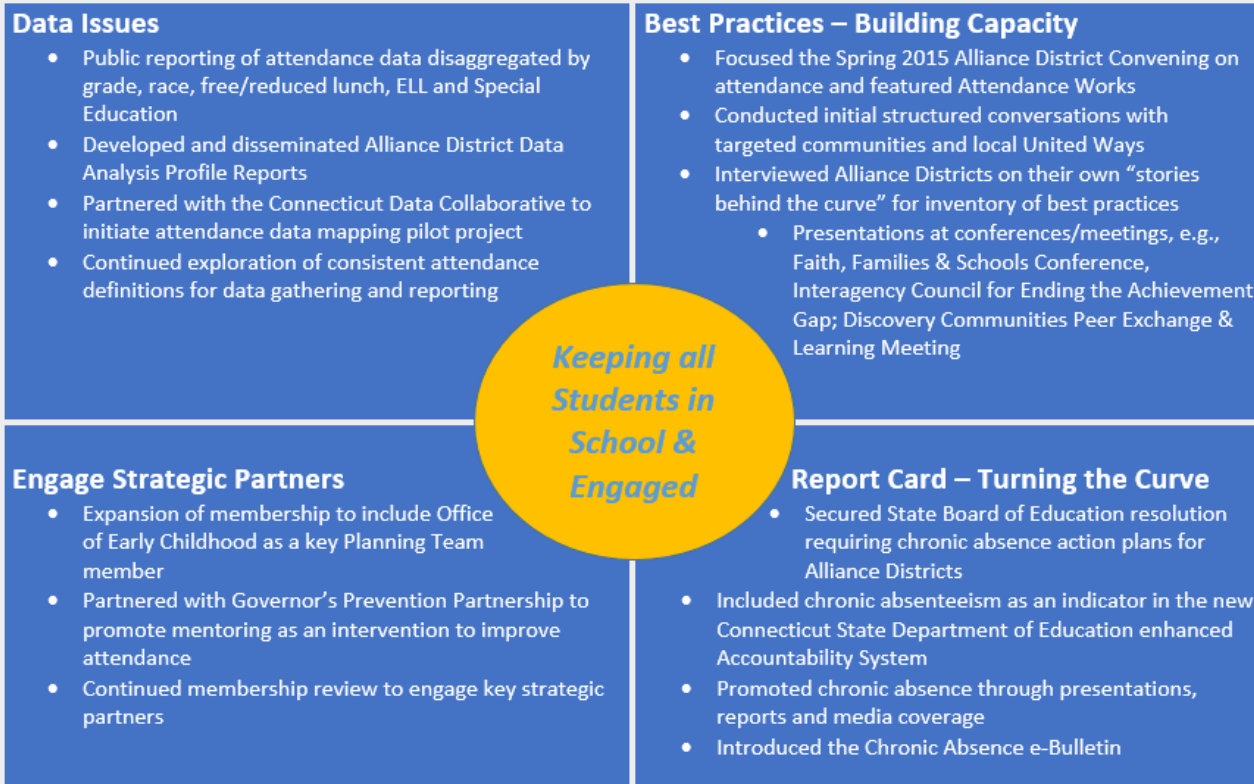 Data Issues
• Public reporting of attendance data disaggregated by
grade, race, free/reduced lunch, ELL and Special
Education
• Developed and disseminated Alliance District Data
Analysis Profile Reports
• Partnered with the Connecticut Data Collaborative to
initiate attendance data mapping pilot project
• Continued exploration of consistent attendance
definitions for data gathering and reporting
Best Practices – Building Capacity
• Focused the Spring 2015 Alliance District Convening on
attendance and featured Attendance Works
• Conducted initial structured conversations with
targeted communities and local United Ways
• Interviewed Alliance Districts on their own “stories
behind the curve” for inventory of best practices
• Presentations at conferences/meetings, e.g.,
Faith, Families & Schools Conference,
Interagency Council for Ending the Achievement
Gap; Discovery Communities Peer Exchange &
Learning Meeting
Keeping all
Students in
School &
Engaged
Engage Strategic Partners
• Expansion of membership to include Office
of Early Childhood as a key Planning Team
member
• Partnered with Governor’s Prevention Partnership to
promote mentoring as an intervention to improve
attendance
• Continued membership review to engage key strategic
partners
Report Card – Turning the Curve
• Secured State Board of Education resolution
requiring chronic absence action plans for
Alliance Districts
• Included chronic absenteeism as an indicator in the new
Connecticut State Department of Education enhanced
Accountability System
• Promoted chronic absence through presentations,
reports and media coverage
• Introduced the Chronic Absence e-Bulletin